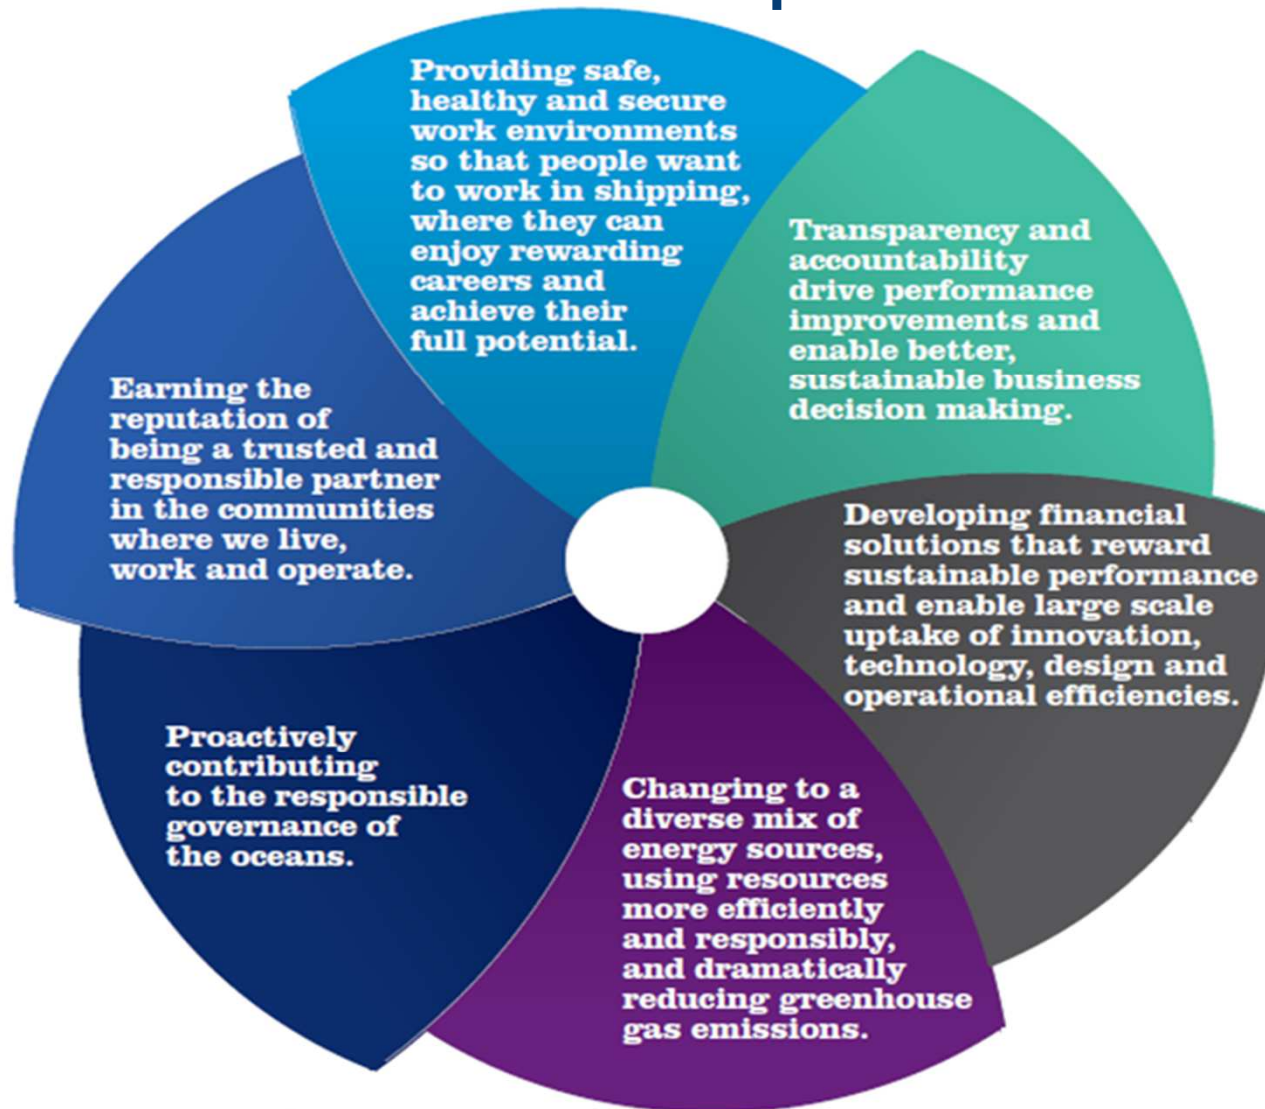 Providing safe,
healthy and secure
work environments
so that people want
to work in shipping,
where they can
enjoy rewarding
careers and
achieve their
full potential.
Transparency and
accountability
drive performance
improvements and
enable better,
sustainable business
decision making.
Developing financial
solutions that reward
sustainable performance
and enable large scale
uptake of innovation,
technology, design and
operational efficiencies.
Changing to a
diverse mix of
energy sources,
using resources
more efficiently
and responsibly,
and dramatically
reducing greenhouse
gas emissions.
Proactively
contributing
to the responsible
governance of
the oceans.
Earning the
reputation of
being a trusted and
responsible partner
in the communities
where we live,
work and operate.